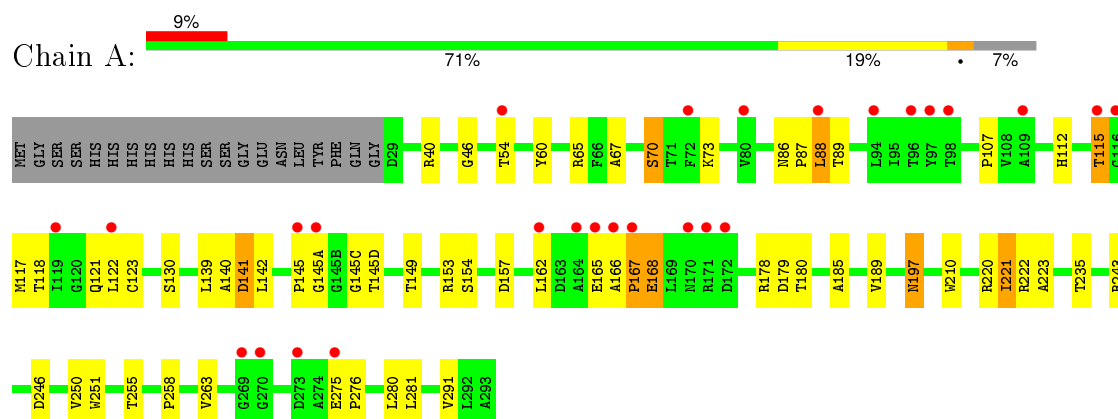 9%
Chain A:
71% 19% • 7%
MET GLY SER SER HIS HIS HIS HIS HIS HIS SER SER GLY GLU ASN LEU TYR PHE GLN GLY D29 R40 G46 T54 Y60 R65 F66 A67 S70 T71 F72 K73 V80 N86 P87 L88 T89 L94 I95 T96 Y97 T98 P107 V108 A109 H112 T115 G116
M117 T118 I119 G120 Q121 L122 C123 S130 L139 A140 D141 L142 P145 G145A G145B G145C T145D T149 R153 S154 D157 L162 D163 A164 E165 A166 P167 E168 L169 N170 R171 D172 R178 D179 T180 A185 V189 N197 W210 R220 I221 R222 A223 T235
D246 V250 W251 T255 P258 V263 G269 G270 D273 A274 E275 P276 L280 L281 V291 L292 A293